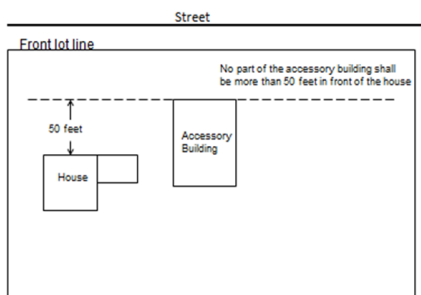 Street
Front lot line
No part of the accessory building shall
be more than 50 feet in front of the house
50 feet
Accessory
Building
House